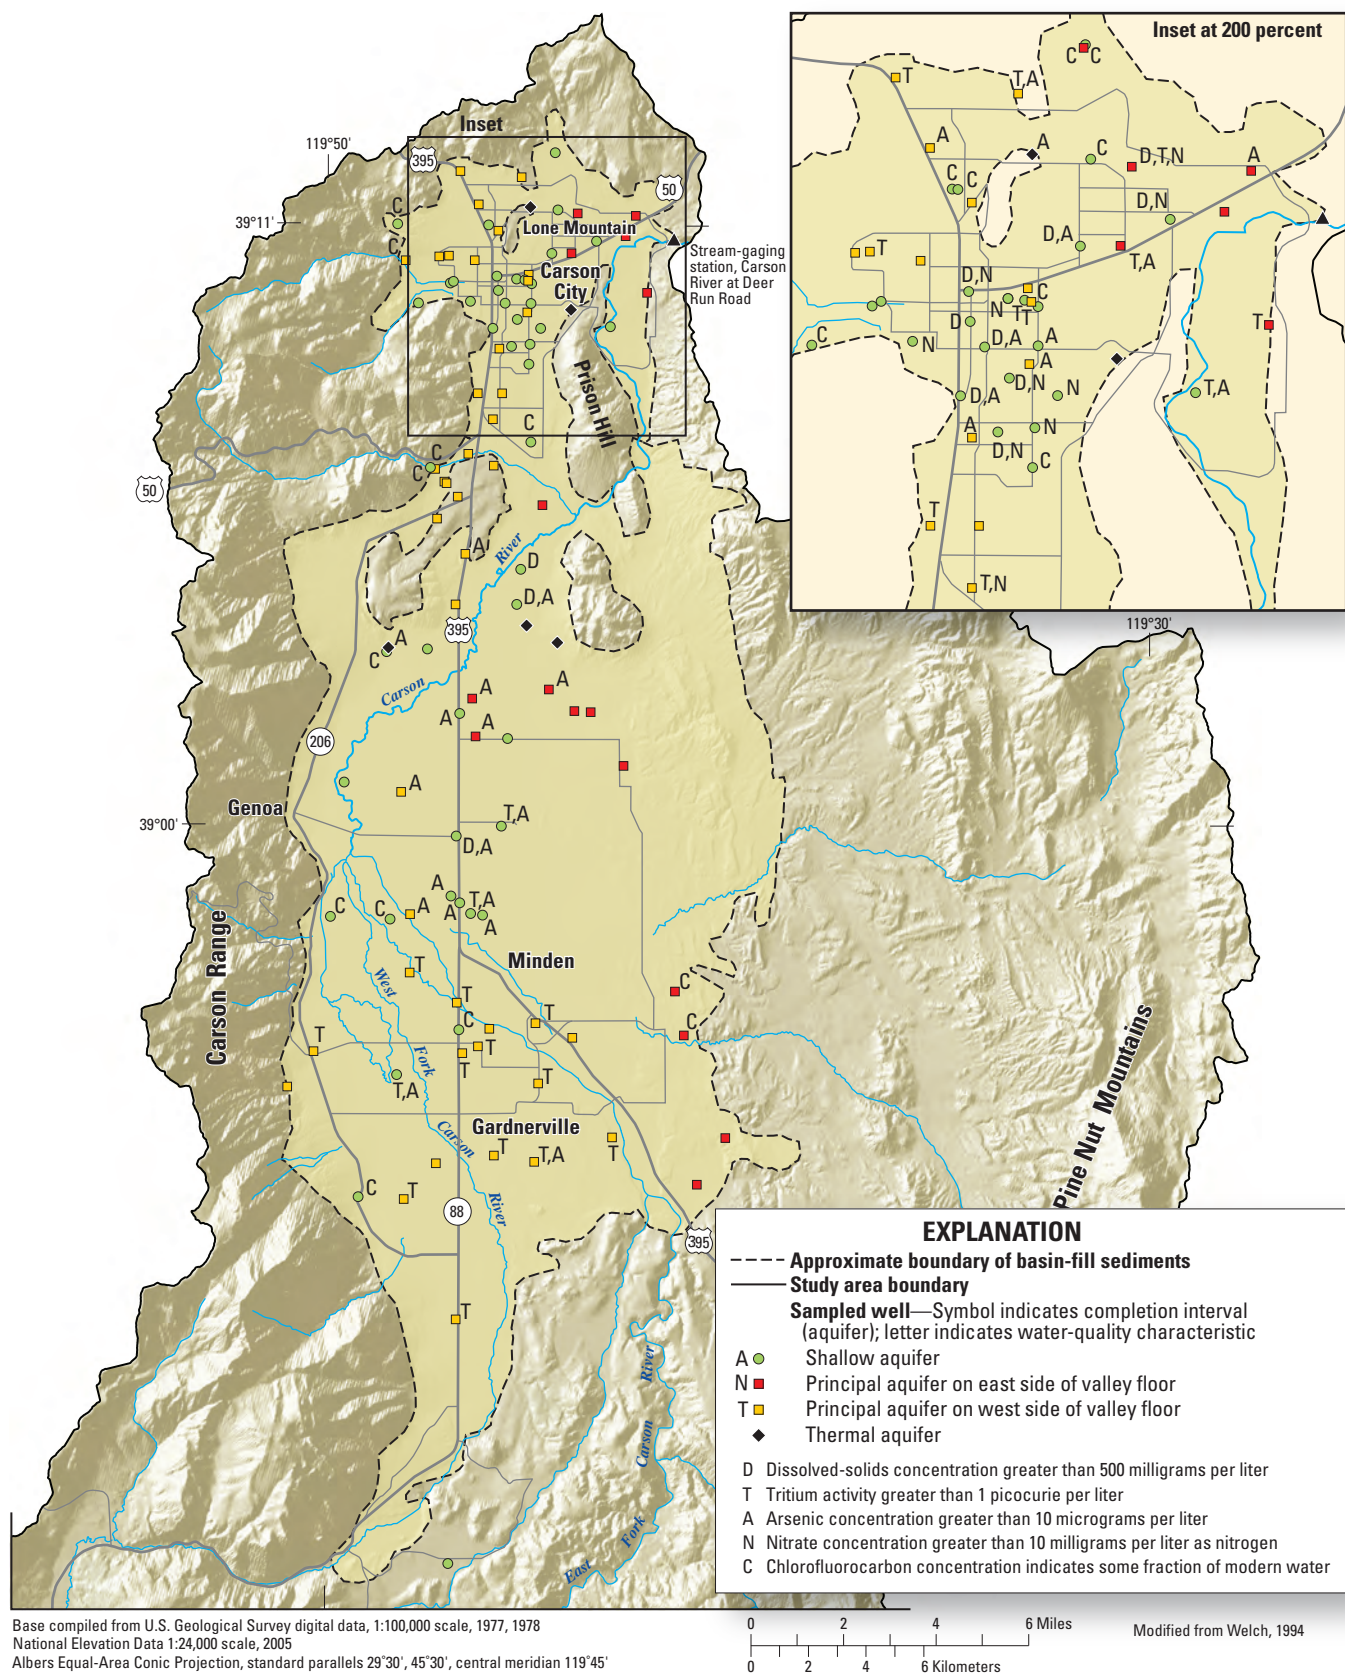 Inset at 200 percent
C C
T
T,A
A
A
C
D,T,N
A
C
C
D,N
D,A
T
T,A
D,N
C
N
TT
T
D
D,A
A
C
N
A
D,N
N
T,A
D,A
A
N
D,N
C
T
T,N
Inset
119°50'
395
50
39°11'
C
Lone Mountain
C
Stream-gaging
station, Carson
River at Deer
Run Road
Carson
City
Prison Hill
C
C
C
50
A
River
D
D,A
119°30'
395
A
C
Carson
A
A
A
A
206
A
Genoa
T,A
39°00'
D,A
A
C
C
A
A
T,A
A
Carson Range
Minden
T
West
C
T
T
C
C
T
Fork
T
T
T
T,A
Pine Nut Mountains
Gardnerville
Carson
T
T
T,A
C
T
River
88
395
T
EXPLANATION
Approximate boundary of basin-fill sediments
Study area boundary
Sampled well—Symbol indicates completion interval
(aquifer); letter indicates water-quality characteristic
A Shallow aquifer
N Principal aquifer on east side of valley floor
T Principal aquifer on west side of valley floor
Thermal aquifer
D Dissolved-solids concentration greater than 500 milligrams per liter
T Tritium activity greater than 1 picocurie per liter
A Arsenic concentration greater than 10 micrograms per liter
N Nitrate concentration greater than 10 milligrams per liter as nitrogen
C Chlorofluorocarbon concentration indicates some fraction of modern water
East Fork Carson River
Base compiled from U.S. Geological Survey digital data, 1:100,000 scale, 1977, 1978
National Elevation Data 1:24,000 scale, 2005
Albers Equal-Area Conic Projection, standard parallels 29°30', 45°30', central meridian 119°45'
0 2 4 6 Miles
0 2 4 6 Kilometers
Modified from Welch, 1994